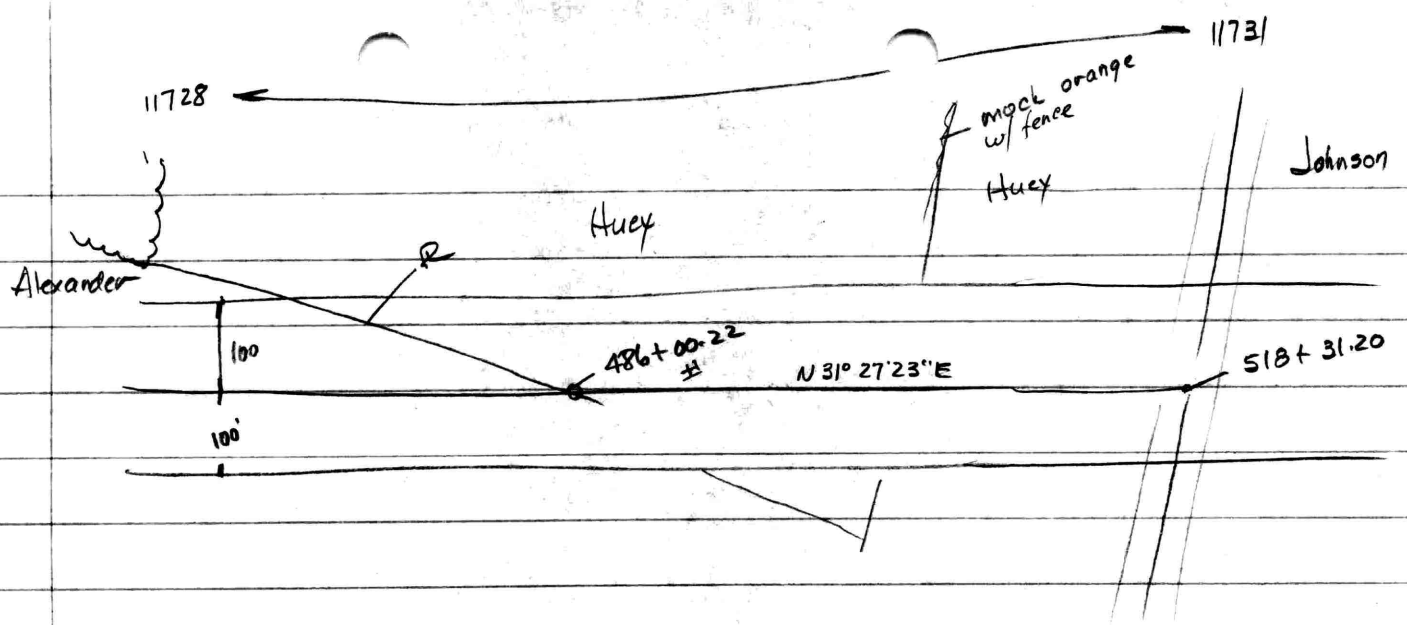 11731
11728
mock orange
w/ fence
Johnson
Huey
Huey
Alexander
100
486+00.22
±
N 31° 27'23"E
518+31.20
100'